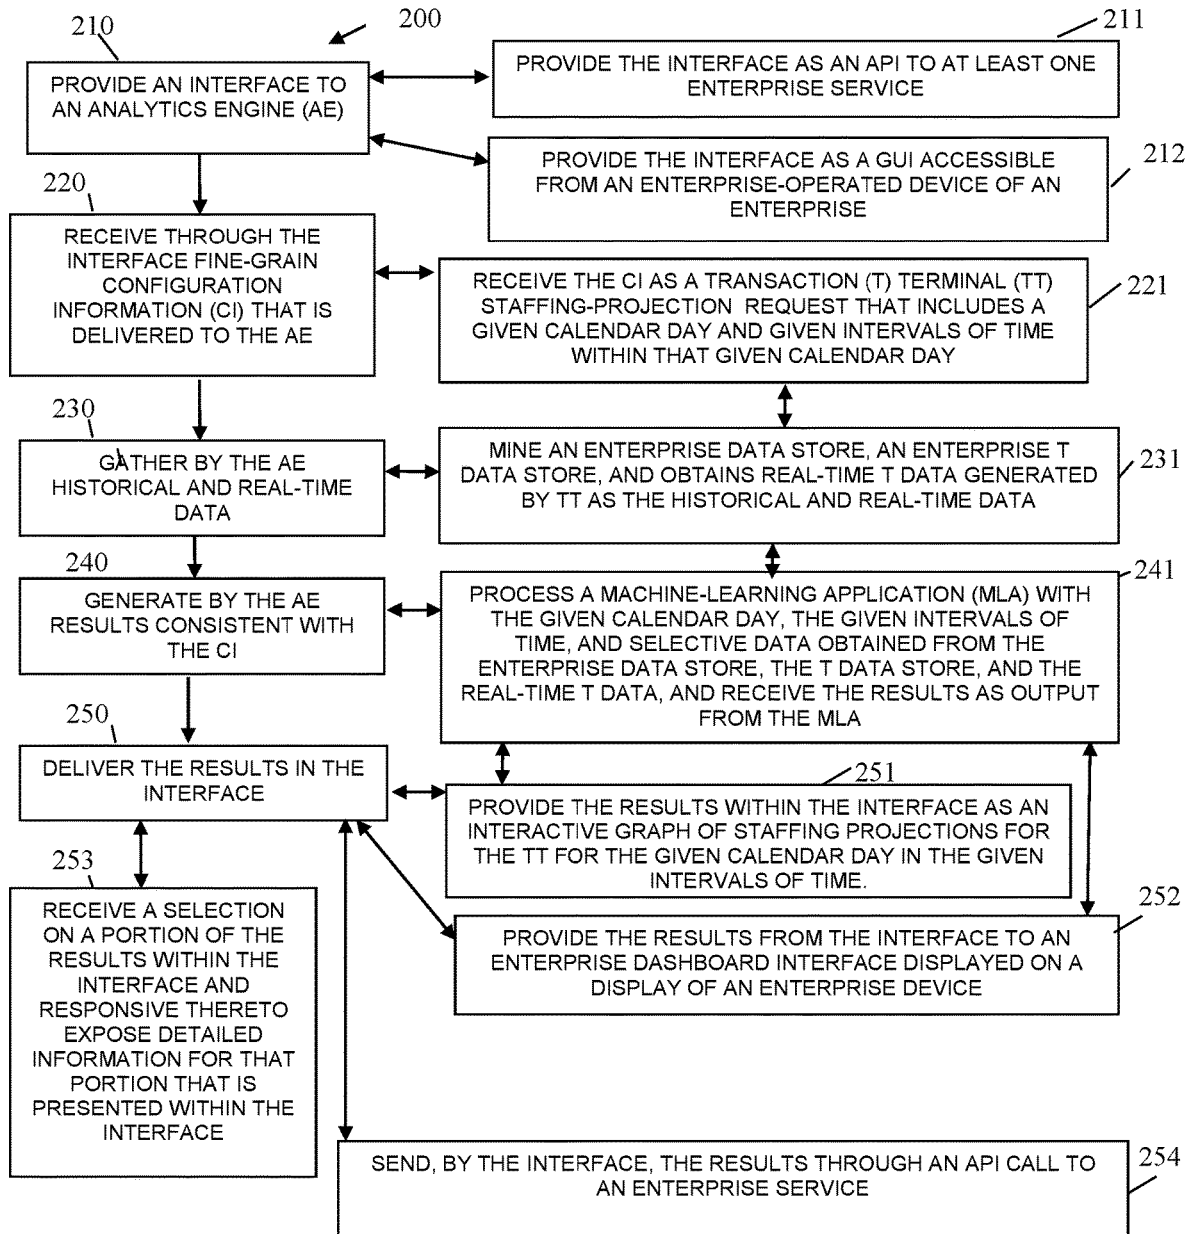 200
210
PROVIDE AN INTERFACE TO
AN ANALYTICS ENGINE (AE)
211
PROVIDE THE INTERFACE AS AN API TO AT LEAST ONE
ENTERPRISE SERVICE
212
PROVIDE THE INTERFACE AS A GUI ACCESSIBLE
FROM AN ENTERPRISE-OPERATED DEVICE OF AN
ENTERPRISE
220
RECEIVE THROUGH THE
INTERFACE FINE-GRAIN
CONFIGURATION
INFORMATION (CI) THAT IS
DELIVERED TO THE AE
221
RECEIVE THE CI AS A TRANSACTION (T) TERMINAL (TT)
STAFFING-PROJECTION REQUEST THAT INCLUDES A
GIVEN CALENDAR DAY AND GIVEN INTERVALS OF TIME
WITHIN THAT GIVEN CALENDAR DAY
230
GATHER BY THE AE
HISTORICAL AND REAL-TIME
DATA
231
MINE AN ENTERPRISE DATA STORE, AN ENTERPRISE T
DATA STORE, AND OBTAINS REAL-TIME T DATA GENERATED
BY TT AS THE HISTORICAL AND REAL-TIME DATA
240
GENERATE BY THE AE
RESULTS CONSISTENT WITH
THE CI
241
PROCESS A MACHINE-LEARNING APPLICATION (MLA) WITH
THE GIVEN CALENDAR DAY, THE GIVEN INTERVALS OF
TIME, AND SELECTIVE DATA OBTAINED FROM THE
ENTERPRISE DATA STORE, THE T DATA STORE, AND THE
REAL-TIME T DATA, AND RECEIVE THE RESULTS AS OUTPUT
FROM THE MLA
250
DELIVER THE RESULTS IN THE
INTERFACE
251
PROVIDE THE RESULTS WITHIN THE INTERFACE AS AN
INTERACTIVE GRAPH OF STAFFING PROJECTIONS FOR
THE TT FOR THE GIVEN CALENDAR DAY IN THE GIVEN
INTERVALS OF TIME.
252
PROVIDE THE RESULTS FROM THE INTERFACE TO AN
ENTERPRISE DASHBOARD INTERFACE DISPLAYED ON A
DISPLAY OF AN ENTERPRISE DEVICE
253
RECEIVE A SELECTION
ON A PORTION OF THE
RESULTS WITHIN THE
INTERFACE AND
RESPONSIVE THERETO
EXPOSE DETAILED
INFORMATION FOR THAT
PORTION THAT IS
PRESENTED WITHIN THE
INTERFACE
254
SEND, BY THE INTERFACE, THE RESULTS THROUGH AN API CALL TO
AN ENTERPRISE SERVICE